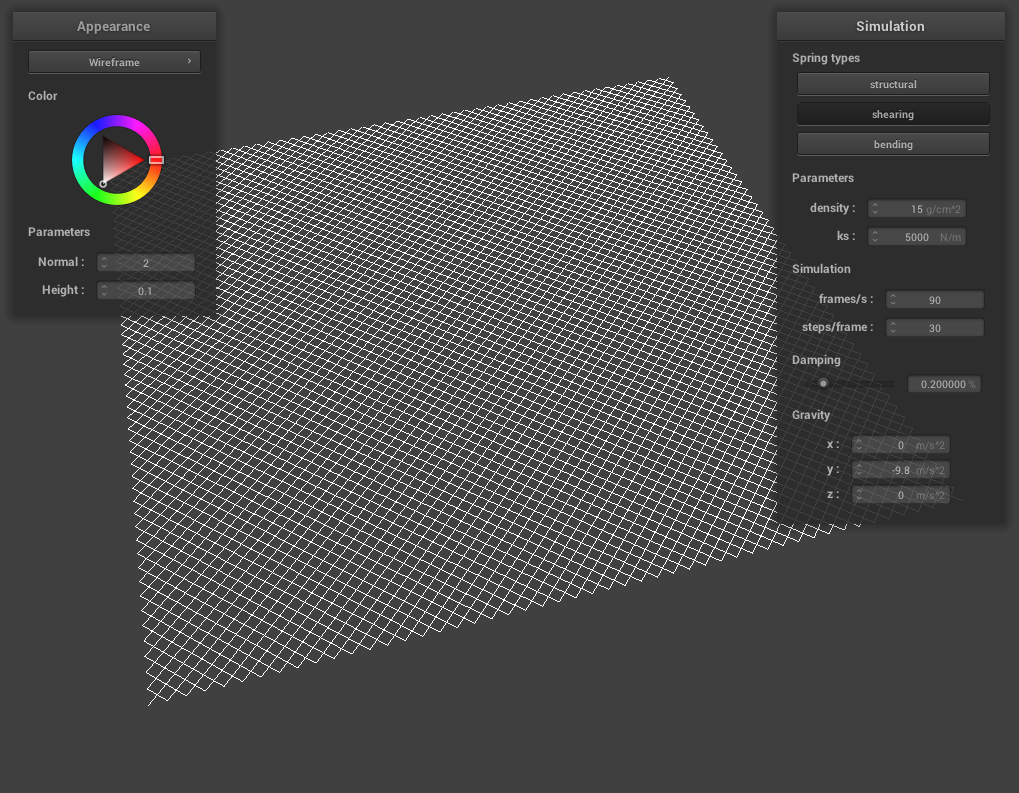 Appearance
Wireframe ›
Color
Parameters
Normal : 2
Height : 0.1
Simulation
Spring types
structural
shearing
bending
Parameters
density : 15 g/cm^2
ks : 5000 N/m
Simulation
frames/s : 90
steps/frame : 30
Damping
0.200000 %
Gravity
x : 0 m/s^2
y : -9.8 m/s^2
z : 0 m/s^2